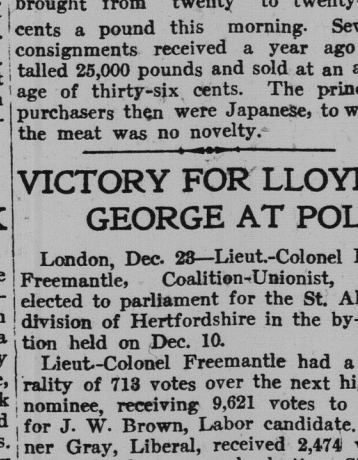 brought from twenty to twenty-
cents a pound this morning. Sev
consignments received a year ago
talled 25,000 pounds and sold at an a
age of thirty-six cents. The prin
purchasers then were Japanese, to w
the meat was no novelty.
VICTORY FOR LLOY
GEORGE AT POL
London, Dec. 23—Lieut.-Colonel
Freemantle, Coalition-Unionist,
elected to parliament for the St. Al
division of Hertfordshire in the by-
tion held on Dec. 10.
Lieut.-Colonel Freemantle had a
rality of 713 votes over the next hi
nominee, receiving 9,621 votes to
for J. W. Brown, Labor candidate.
ner Gray, Liberal, received 2,474